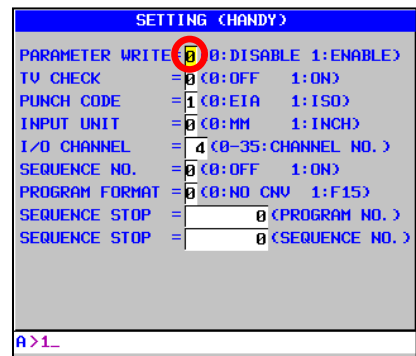 SETTING (HANDY)
PARAMETER WRITE=0 (0:DISABLE 1:ENABLE)
TV CHECK =0 (0:OFF 1:ON)
PUNCH CODE =1 (0:EIA 1:ISO)
INPUT UNIT =0 (0:MM 1:INCH)
I/O CHANNEL = 4 (0-35:CHANNEL NO.)
SEQUENCE NO. =0 (0:OFF 1:ON)
PROGRAM FORMAT =0 (0:NO CNV 1:F15)
SEQUENCE STOP = 0 (PROGRAM NO.)
SEQUENCE STOP = 0 (SEQUENCE NO.)
A>1_